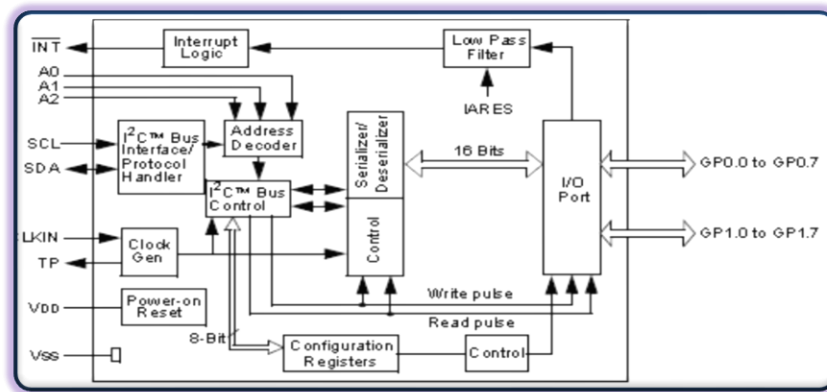 INT
Interrupt
Logic
Low Pass
Filter
A0
A1
A2
IARES
SCL
SDA
I²C™ Bus
Interface/
Protocol
Handler
Address
Decoder
I²C™ Bus
Control
Serializer/
Deserializer
Control
16 Bits
I/O
Port
GP0.0 to GP0.7
GP1.0 to GP1.7
LKIN
TP
Clock
Gen
VDD
Power-on
Reset
Write pulse
Read pulse
8-Bit
Vss
Configuration
Registers
Control